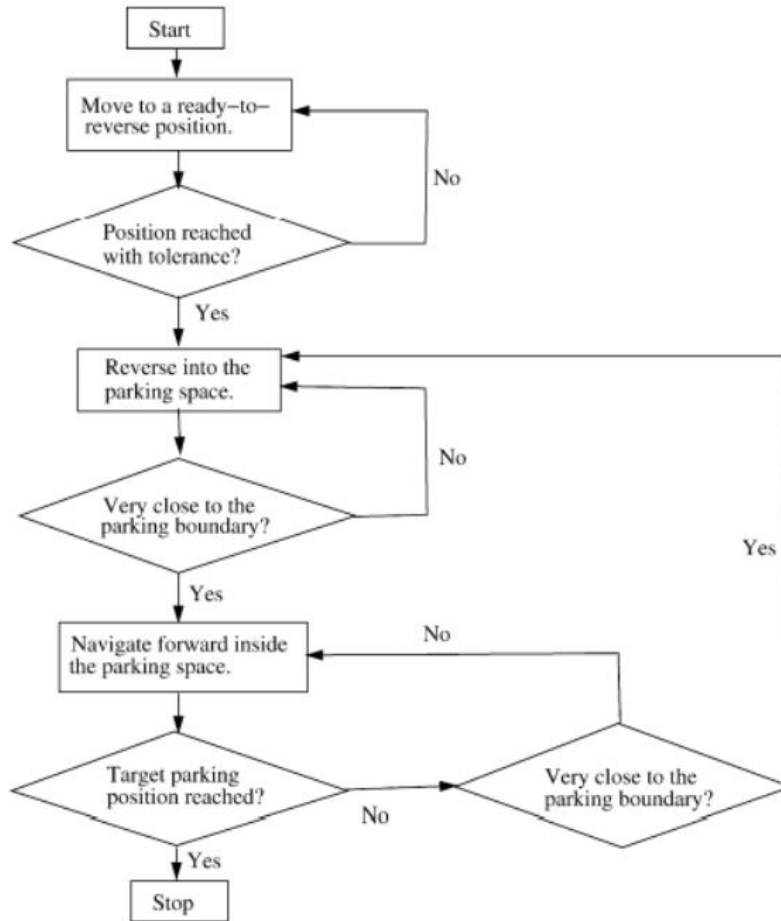 Start
Move to a ready-to-
reverse position.
No
Position reached
with tolerance?
Yes
Reverse into the
parking space.
No
Very close to the
parking boundary?
Yes
Yes
Navigate forward inside
the parking space.
No
Target parking
position reached?
No
Very close to the
parking boundary?
Yes
Stop